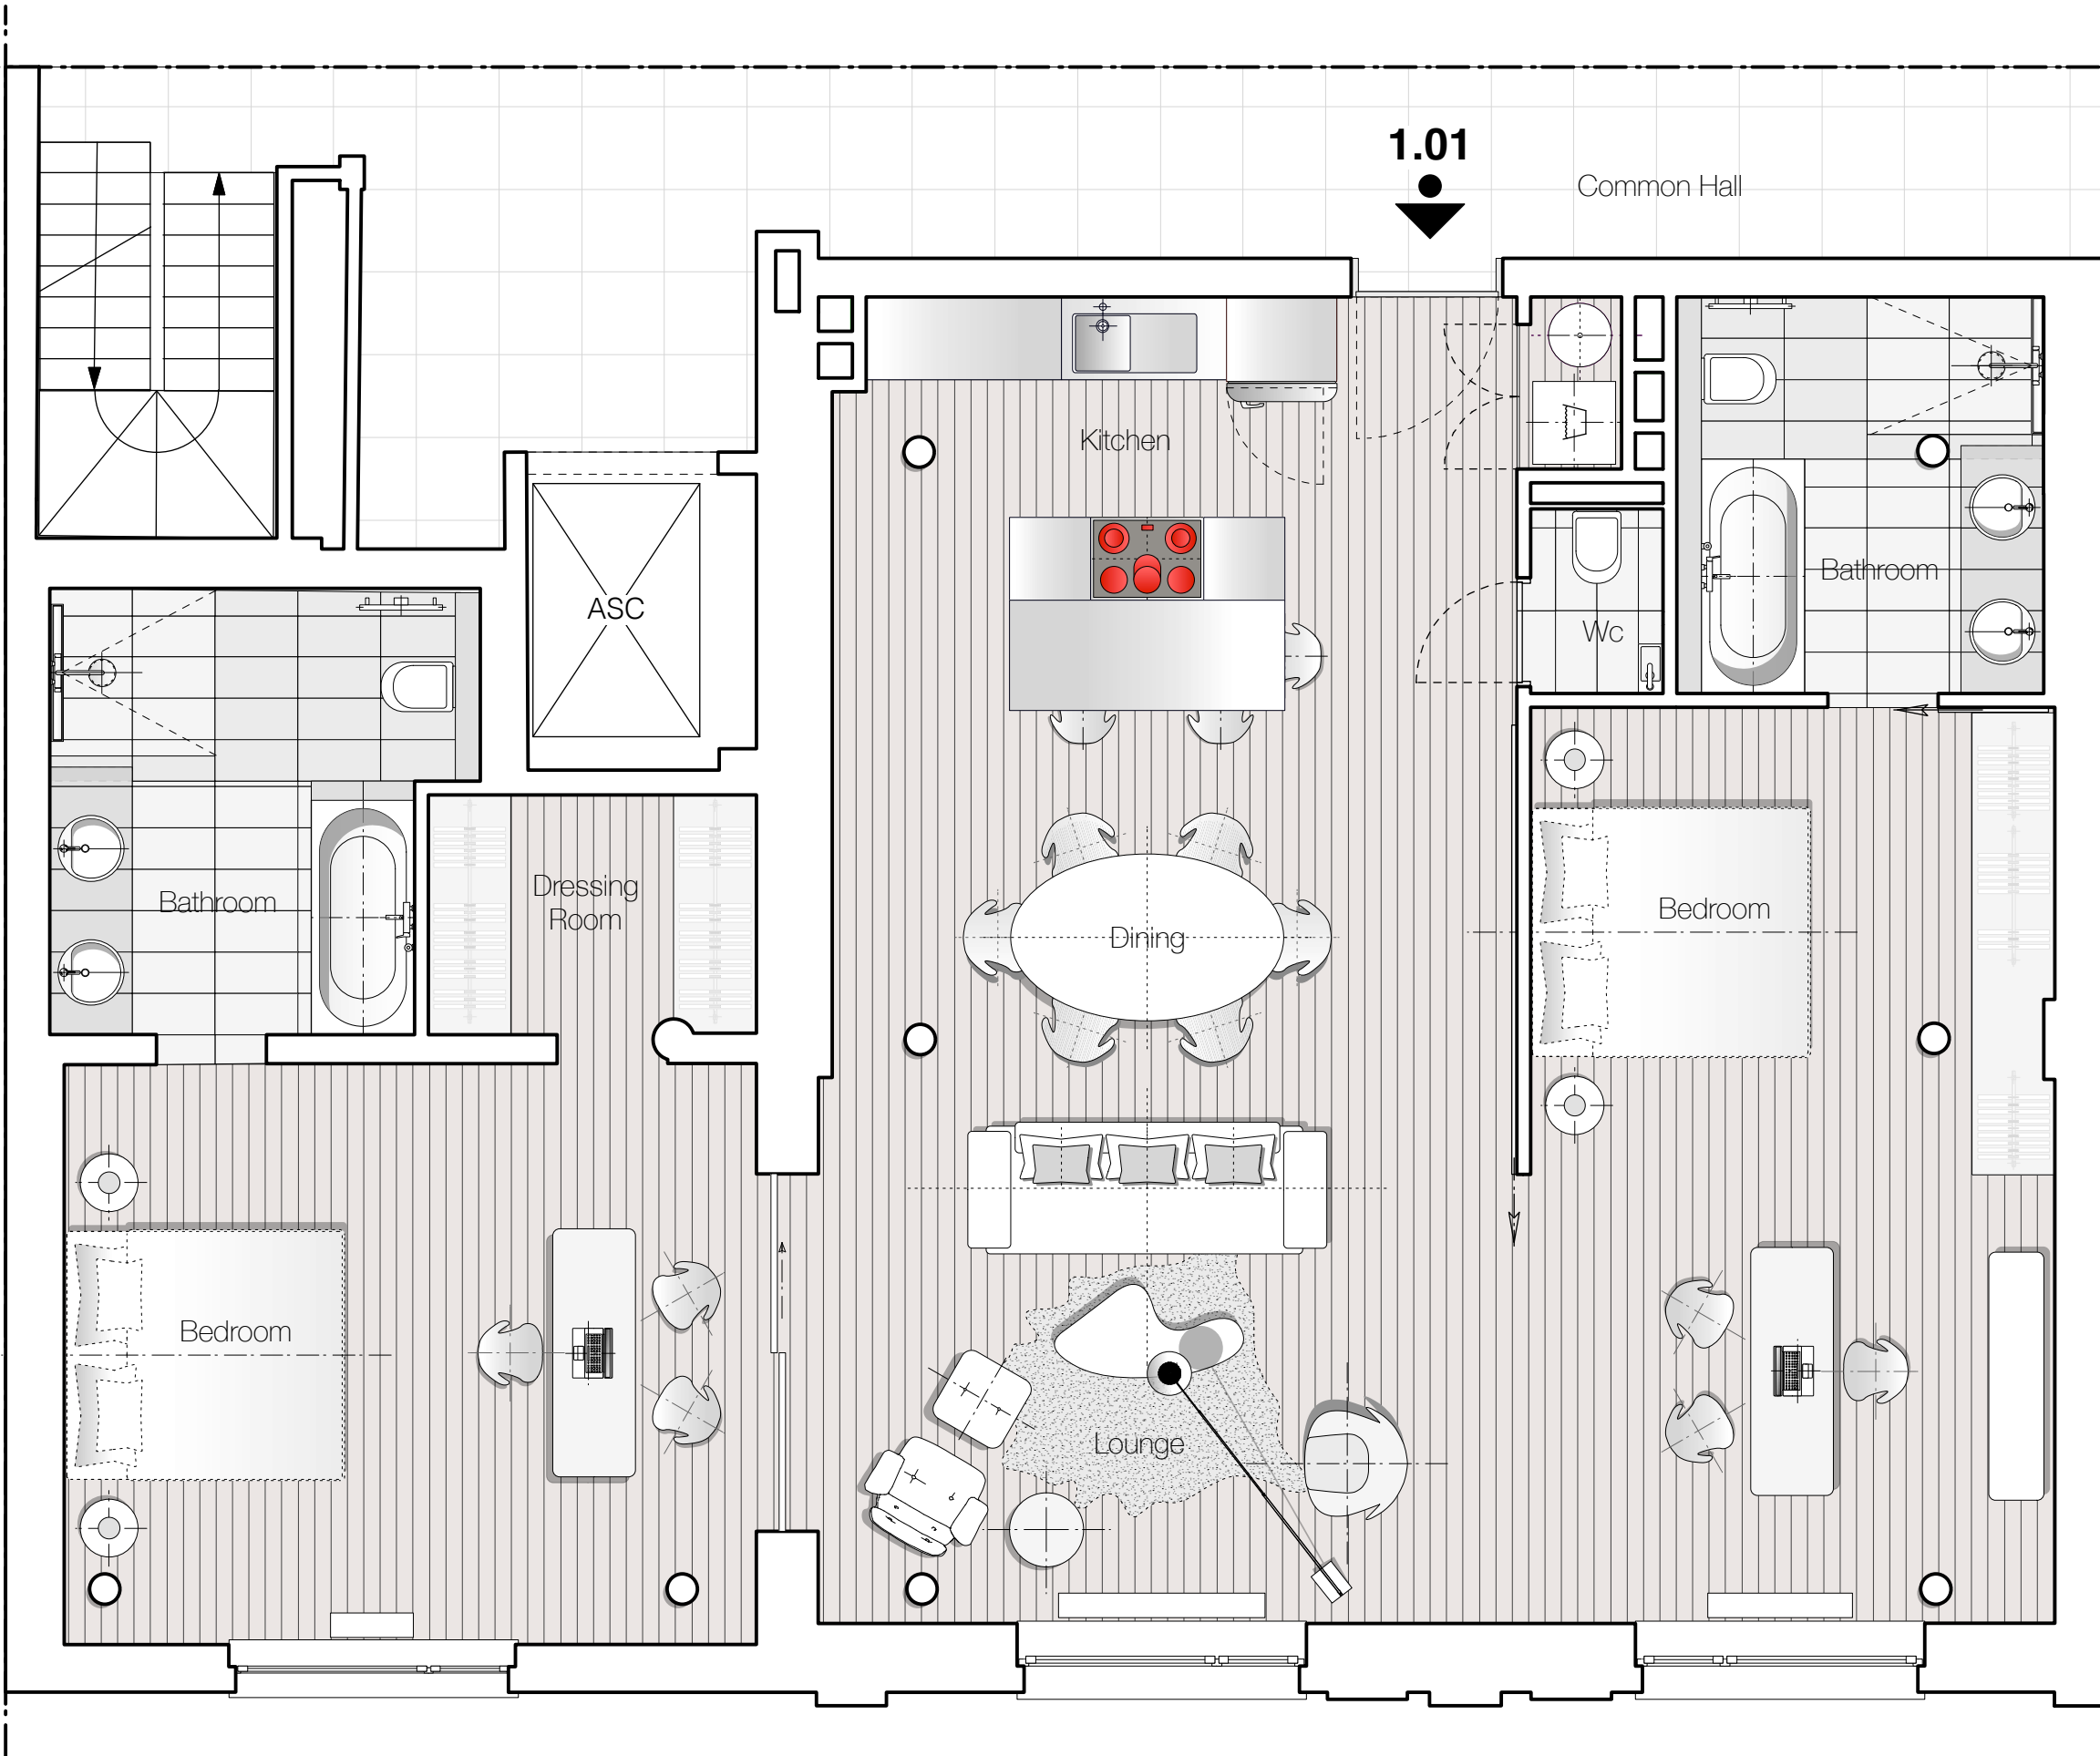 1.01
Common Hall
Kitchen
ASC
Wc
Bathroom
Bathroom
Dressing
Room
Dining
Bedroom
Bedroom
Lounge